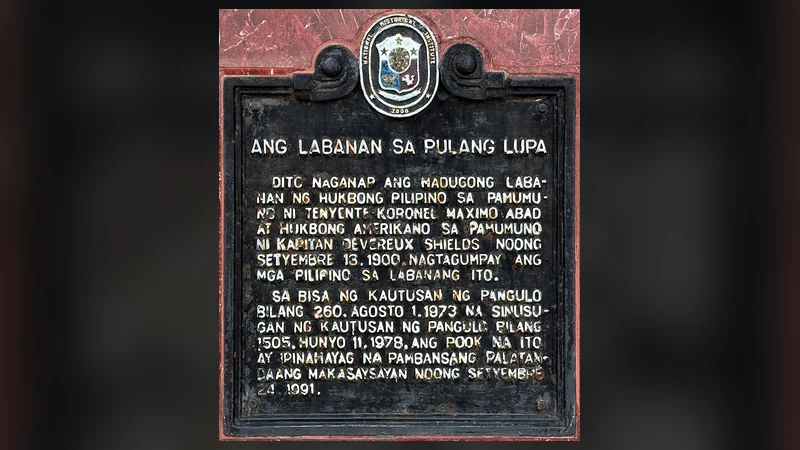 NATIONAL HISTORICAL INSTITUTE
2000
ANG LABANAN SA PULANG LUPA
DITO NAGANAP ANG MADUGONG LABA-
NAN NG HUKBONG PILIPINO SA PAMUMU-
NO NI TENYENTE KORONEL MAXIMO ABAD
AT HUKBONG AMERIKANO SA PAMUMUNO
NI KAPITAN DEVEREUX SHIELDS NOONG
SETYEMBRE 13, 1900. NAGTAGUMPAY ANG
MGA PILIPINO SA LABANANG ITO.
SA BISA NG KAUTUSAN NG PANGULO
BILANG 260, AGOSTO 1, 1973 NA SINUSU-
GAN NG KAUTUSAN NG PANGULO BILANG
1505, HUNYO 11, 1978, ANG POOK NA ITO
AY IPINAHAYAG NA PAMBANSANG PALATAN-
DAANG MAKASAYSAYAN NOONG SETYEMBRE
24, 1991.